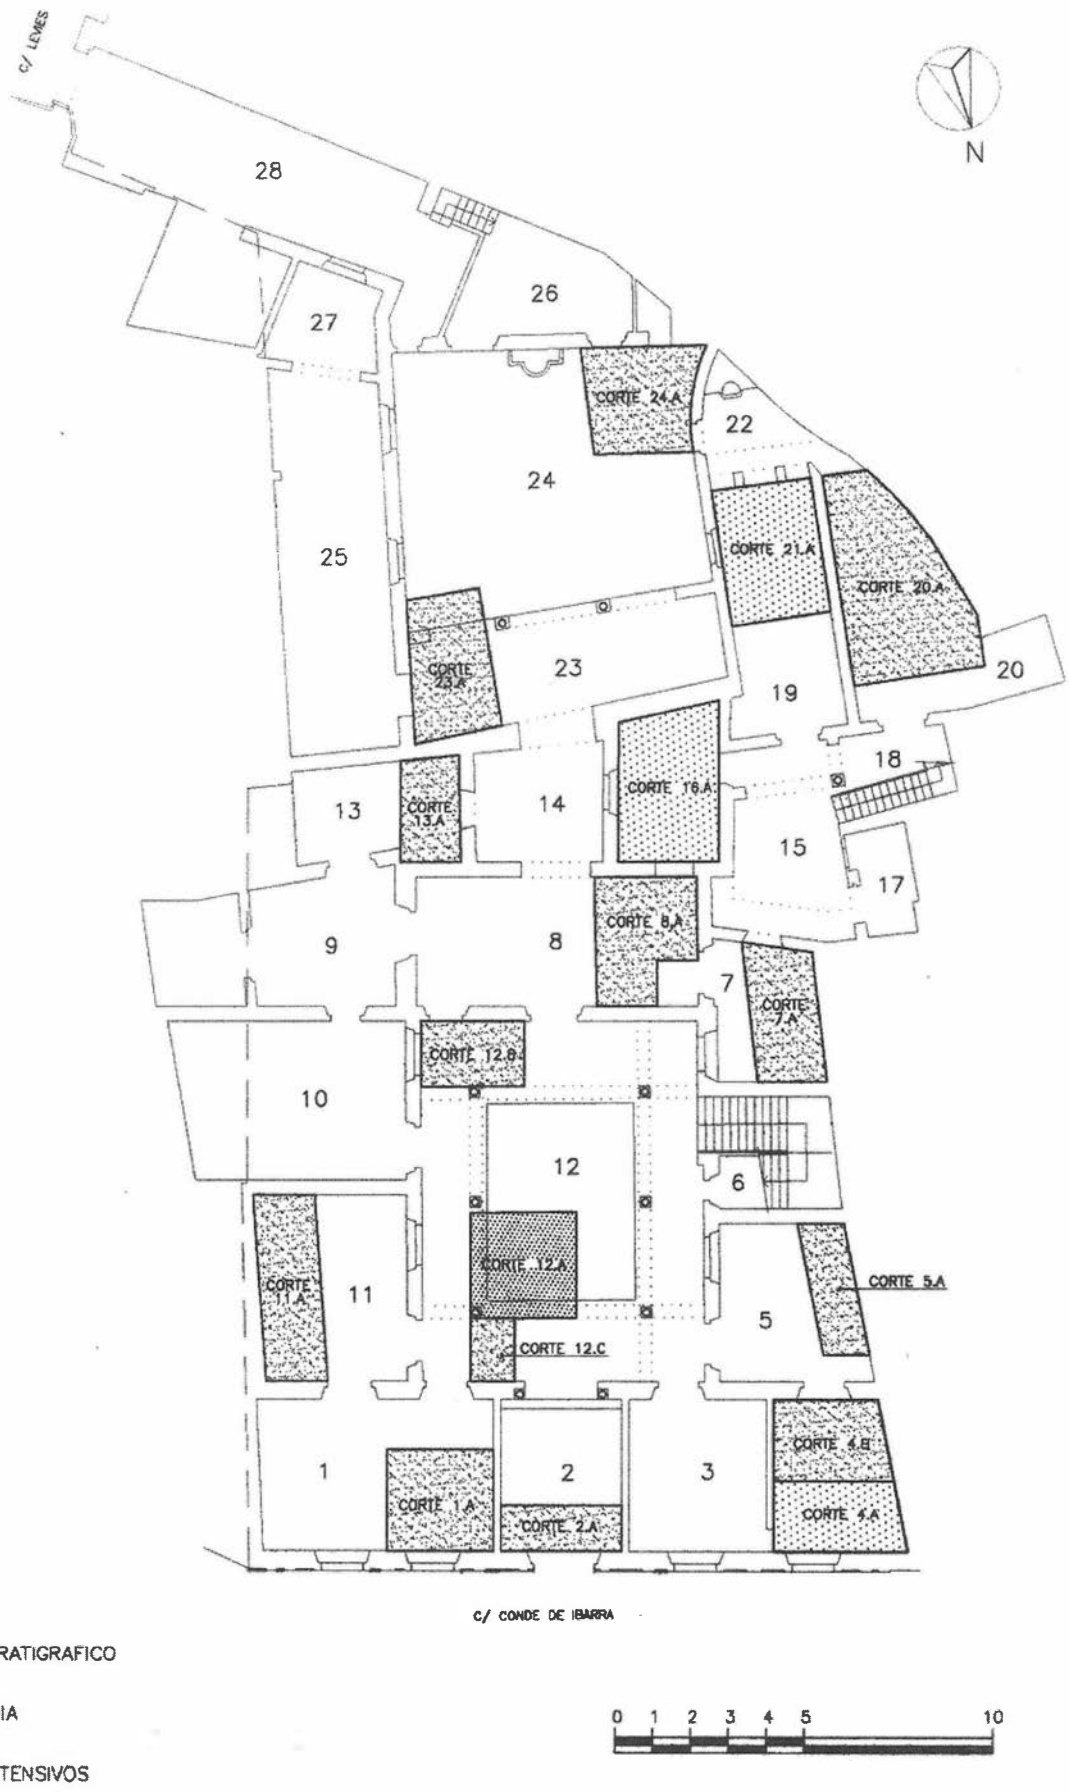 C/ LEVIES
N
28
26
27
CORTE 24.A
22
24
CORTE 21.A
25
CORTE 20.A
CORTE
23.A
23
20
19
18
CORTE 16.A
14
13
CORTE
13.A
15
17
CORTE 8.A
9
8
7
CORTE
7.A
CORTE 12.B
10
12
6
CORTE 12.A
CORTE
11.A
11
CORTE 5.A
5
CORTE 12.C
CORTE 4.B
1
2
3
CORTE 1.A
CORTE 4.A
CORTE 2.A
C/ CONDE DE IBARRA
RATIGRAFICO
IA
0 1 2 3 4 5 10
TENSIVOS